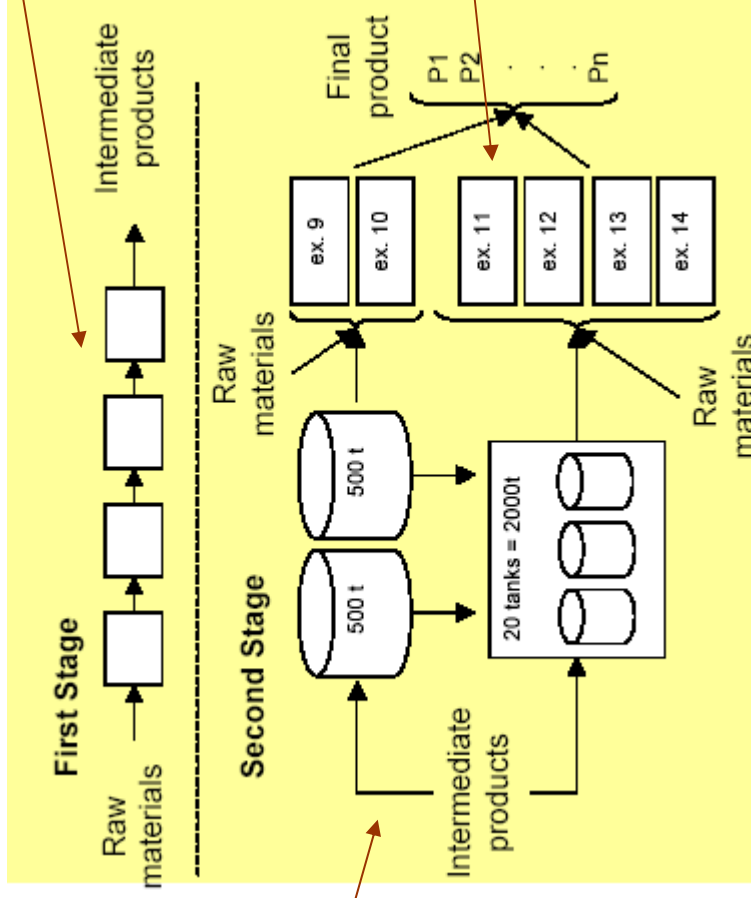 First Stage
Raw
materials
Intermediate
products
Second Stage
Intermediate
products
500 t
500 t
20 tanks = 2000t
Raw
materials
Raw
materials
ex. 9
ex. 10
ex. 11
ex. 12
ex. 13
ex. 14
Final
product
P1
P2
.
.
.
Pn